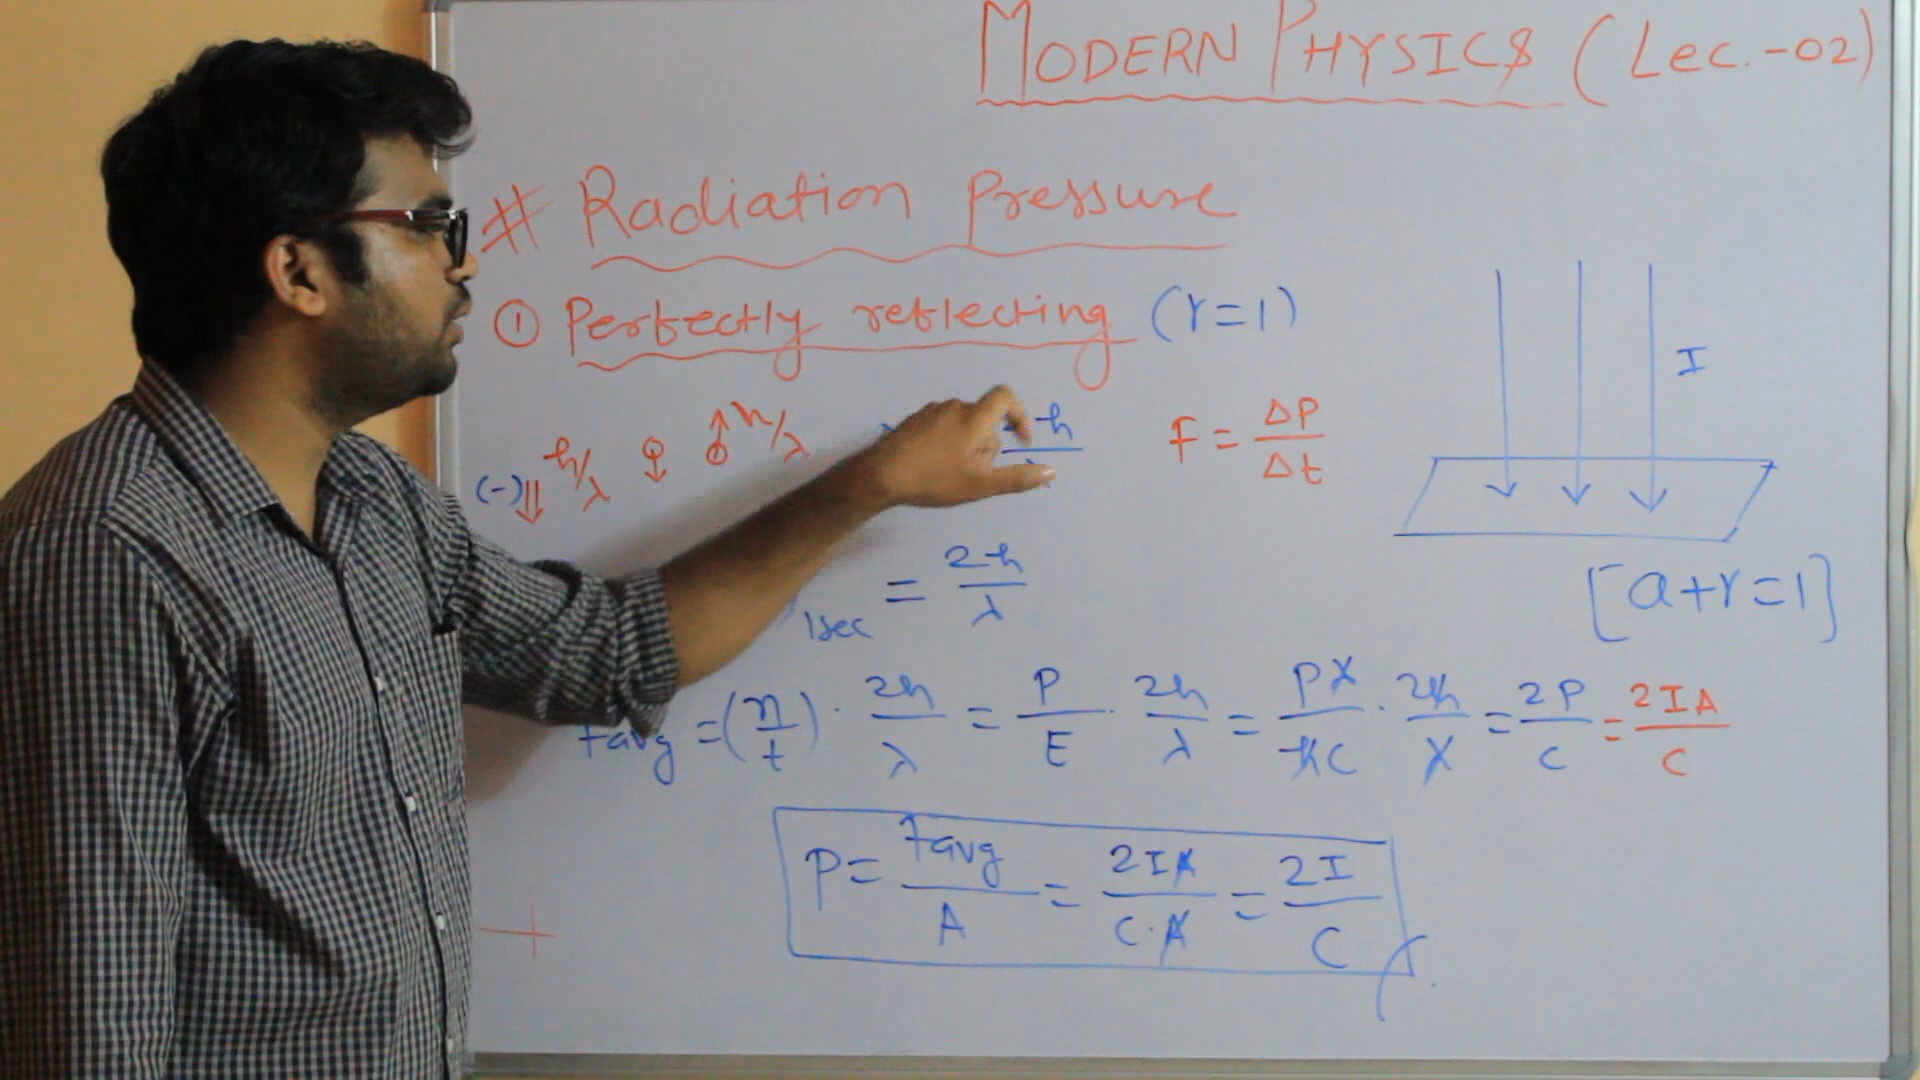 MODERN PHYSICS (Lec.-02)
# Radiation Pressure
① Perfectly reflecting (r=1)
I
(-) h/λ h/λ F = ΔP/Δt
1sec = 2h/λ
[a+r=1]
Favg = (n/t) · 2h/λ = P/E · 2h/λ = Pλ/hc · 2h/λ = 2P/C = 2IA/C
P = Favg/A = 2IA/C·A = 2I/C